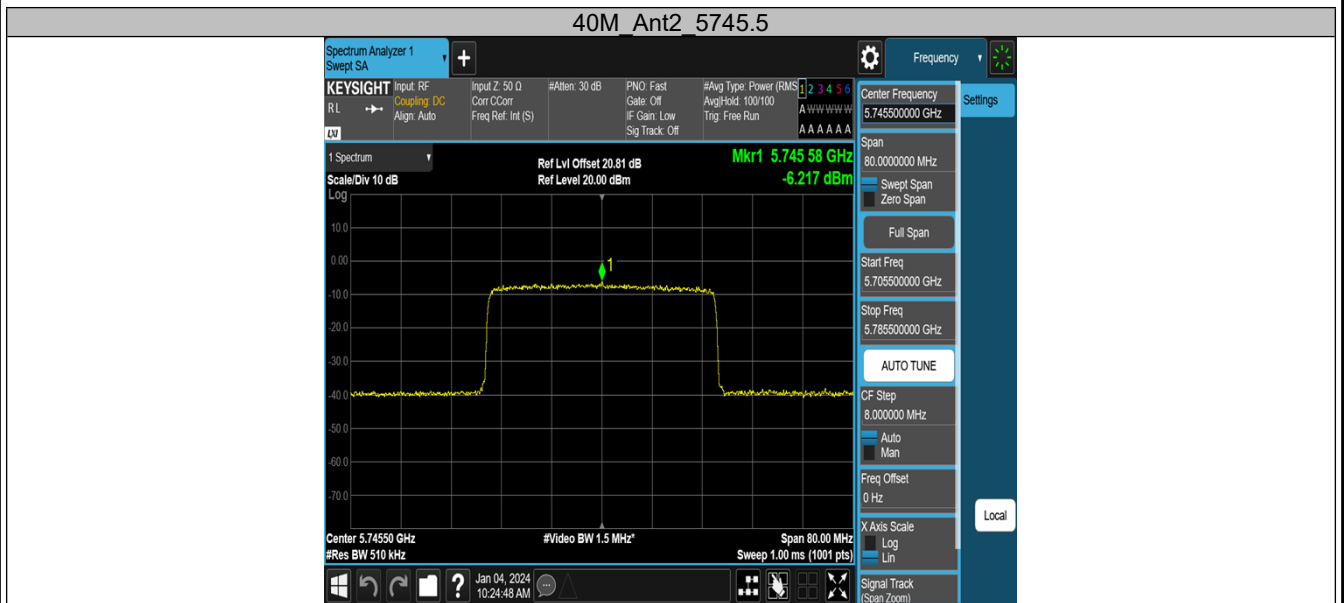 40M_Ant2_5745.5
Spectrum Analyzer 1
Swept SA
Frequency
KEYSIGHT
RL
LXI
Input: RF
Coupling: DC
Align: Auto
Input Z: 50 Ω
Corr CCorr
Freq Ref: Int (S)
#Atten: 30 dB
PNO: Fast
Gate: Off
IF Gain: Low
Sig Track: Off
#Avg Type: Power (RMS
Avg|Hold: 100/100
Trig: Free Run
1 2 3 4 5 6
A W W W W W
A A A A A A
1 Spectrum
Scale/Div 10 dB
Log
Ref Lvl Offset 20.81 dB
Ref Level 20.00 dBm
Mkr1 5.745 58 GHz
-6.217 dBm
10.0
0.00
-10.0
-20.0
-30.0
-40.0
-50.0
-60.0
-70.0
1
Center 5.74550 GHz
#Res BW 510 kHz
#Video BW 1.5 MHz*
Span 80.00 MHz
Sweep 1.00 ms (1001 pts)
Center Frequency
5.745500000 GHz
Settings
Span
80.0000000 MHz
Swept Span
Zero Span
Full Span
Start Freq
5.705500000 GHz
Stop Freq
5.785500000 GHz
AUTO TUNE
CF Step
8.000000 MHz
Auto
Man
Freq Offset
0 Hz
X Axis Scale
Log
Lin
Local
Signal Track
(Span Zoom)
?
Jan 04, 2024
10:24:48 AM